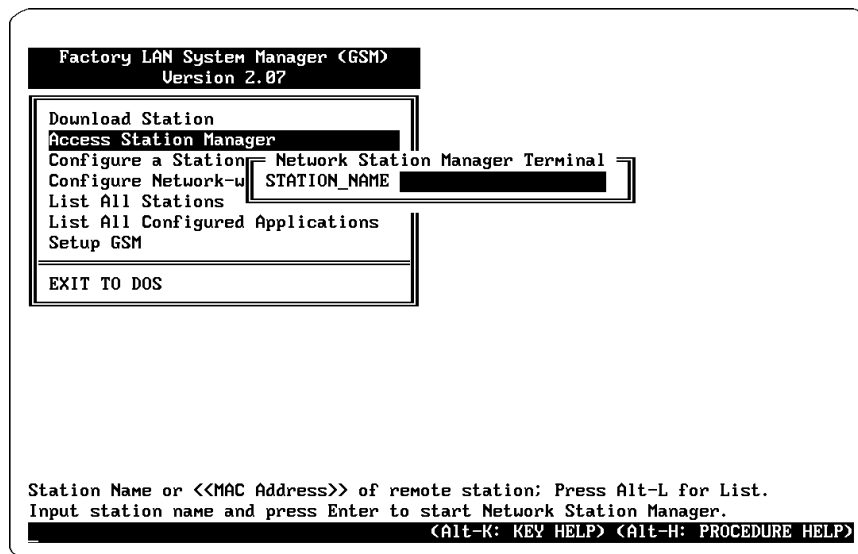 Factory LAN System Manager (GSM)
Version 2.07
Download Station
Access Station Manager
Configure a Station
Network Station Manager Terminal
Configure Network-w
STATION_NAME
List All Stations
List All Configured Applications
Setup GSM
EXIT TO DOS
Station Name or <<MAC Address>> of remote station; Press Alt-L for List.
Input station name and press Enter to start Network Station Manager.
(Alt-K: KEY HELP) (Alt-H: PROCEDURE HELP)